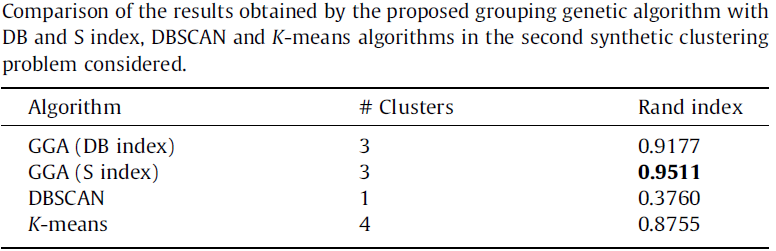 Comparison of the results obtained by the proposed grouping genetic algorithm with
DB and S index, DBSCAN and K-means algorithms in the second synthetic clustering
problem considered.
Algorithm # Clusters Rand index
GGA (DB index) 3 0.9177
GGA (S index) 3 0.9511
DBSCAN 1 0.3760
K-means 4 0.8755